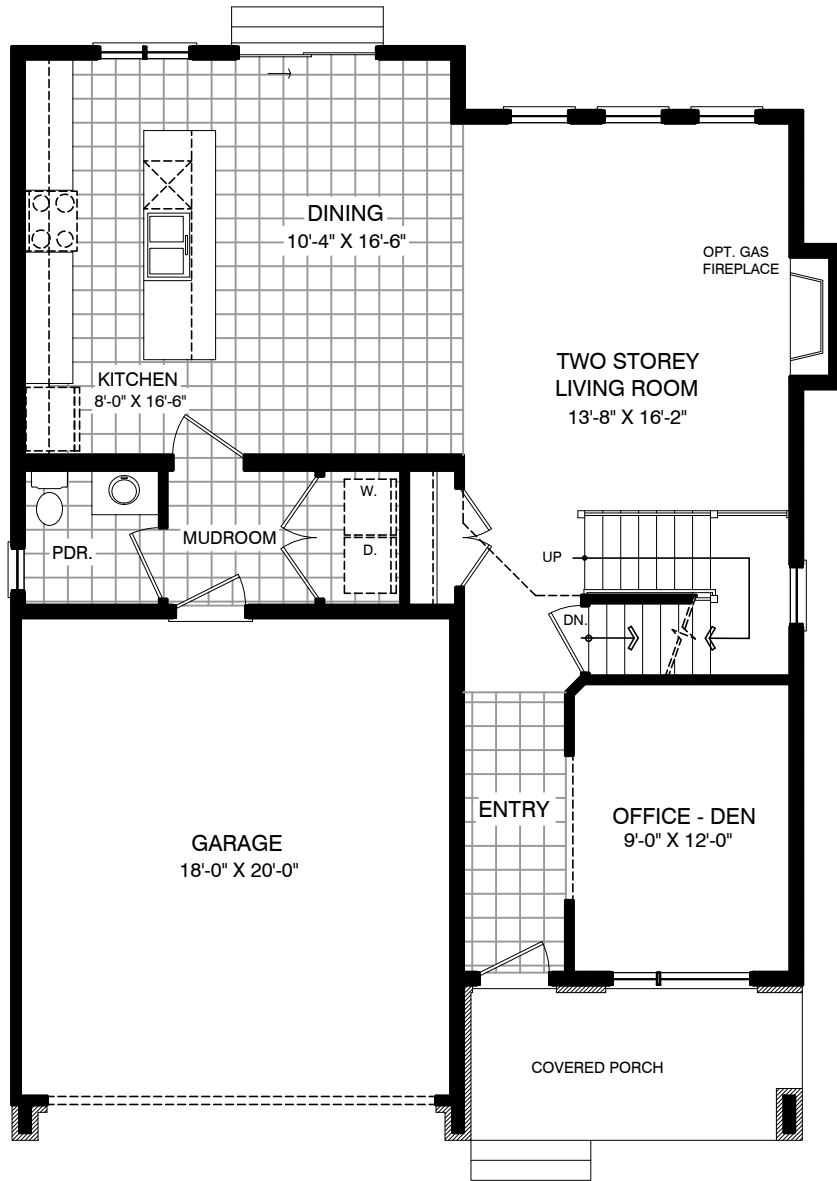 DINING
10'-4" X 16'-6"
OPT. GAS
FIREPLACE
TWO STOREY
LIVING ROOM
13'-8" X 16'-2"
KITCHEN
8'-0" X 16'-6"
W.
D.
MUDROOM
PDR.
UP
DN.
ENTRY
OFFICE - DEN
9'-0" X 12'-0"
GARAGE
18'-0" X 20'-0"
COVERED PORCH